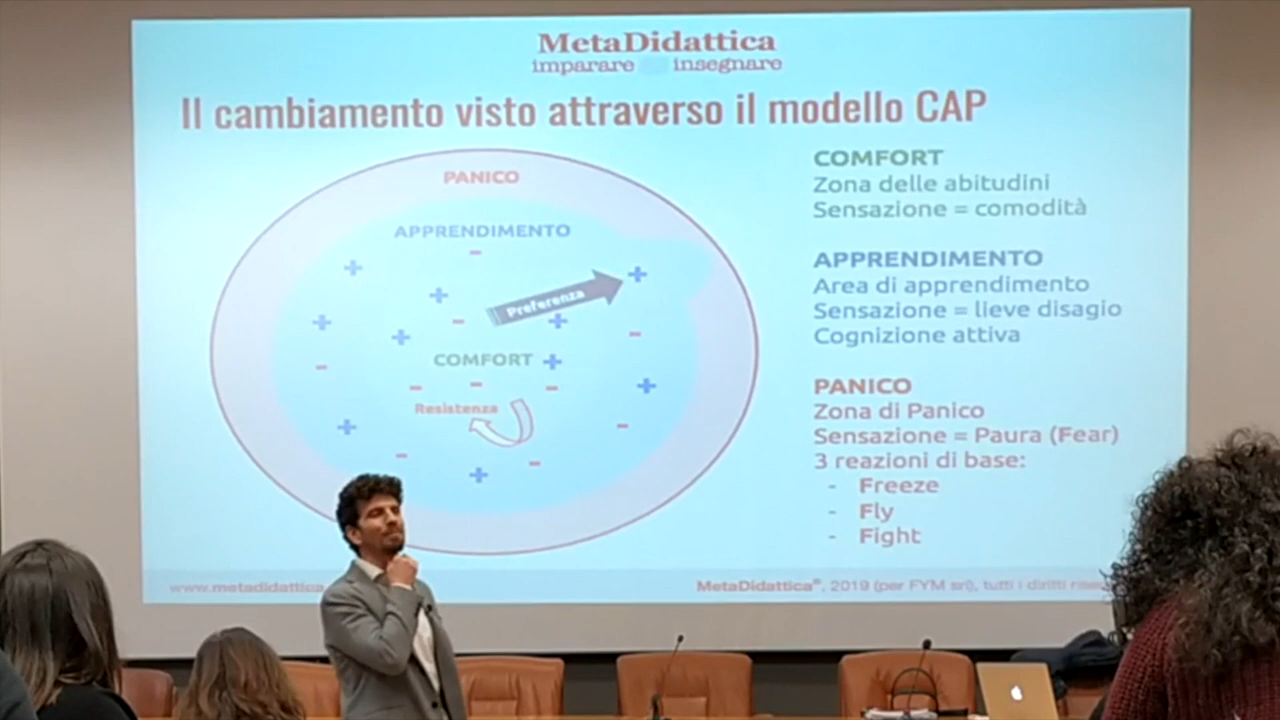 MetaDidattica
imparare insegnare
Il cambiamento visto attraverso il modello CAP
PANICO
APPRENDIMENTO
Preferenza
COMFORT
Resistenza
COMFORT
Zona delle abitudini
Sensazione = comodità
APPRENDIMENTO
Area di apprendimento
Sensazione = lieve disagio
Cognizione attiva
PANICO
Zona di Panico
Sensazione = Paura (Fear)
3 reazioni di base:
- Freeze
- Fly
- Fight
www.metadidattica
MetaDidattica®, 2019 (per FYM srl), tutti i diritti